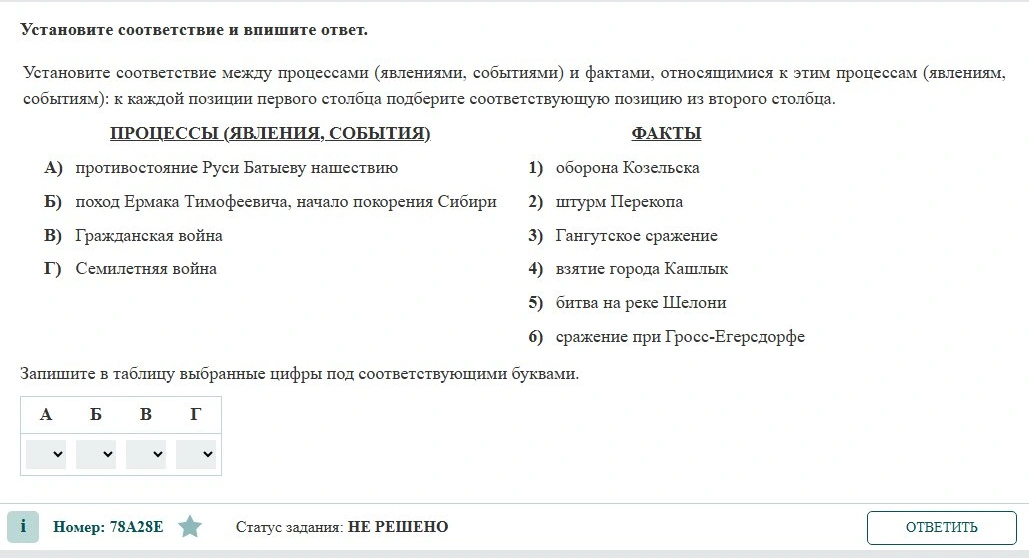 Установите соответствие и впишите ответ.
Установите соответствие между процессами (явлениями, событиями) и фактами, относящимися к этим процессам (явлениям,
событиям): к каждой позиции первого столбца подберите соответствующую позицию из второго столбца.
ПРОЦЕССЫ (ЯВЛЕНИЯ, СОБЫТИЯ)
А) противостояние Руси Батыеву нашествию
Б) поход Ермака Тимофеевича, начало покорения Сибири
В) Гражданская война
Г) Семилетняя война
ФАКТЫ
1) оборона Козельска
2) штурм Перекопа
3) Гангутское сражение
4) взятие города Кашлык
5) битва на реке Шелони
6) сражение при Гросс-Егерсдорфе
Запишите в таблицу выбранные цифры под соответствующими буквами.
А Б В Г
i Номер: 78A28E Статус задания: НЕ РЕШЕНО ОТВЕТИТЬ